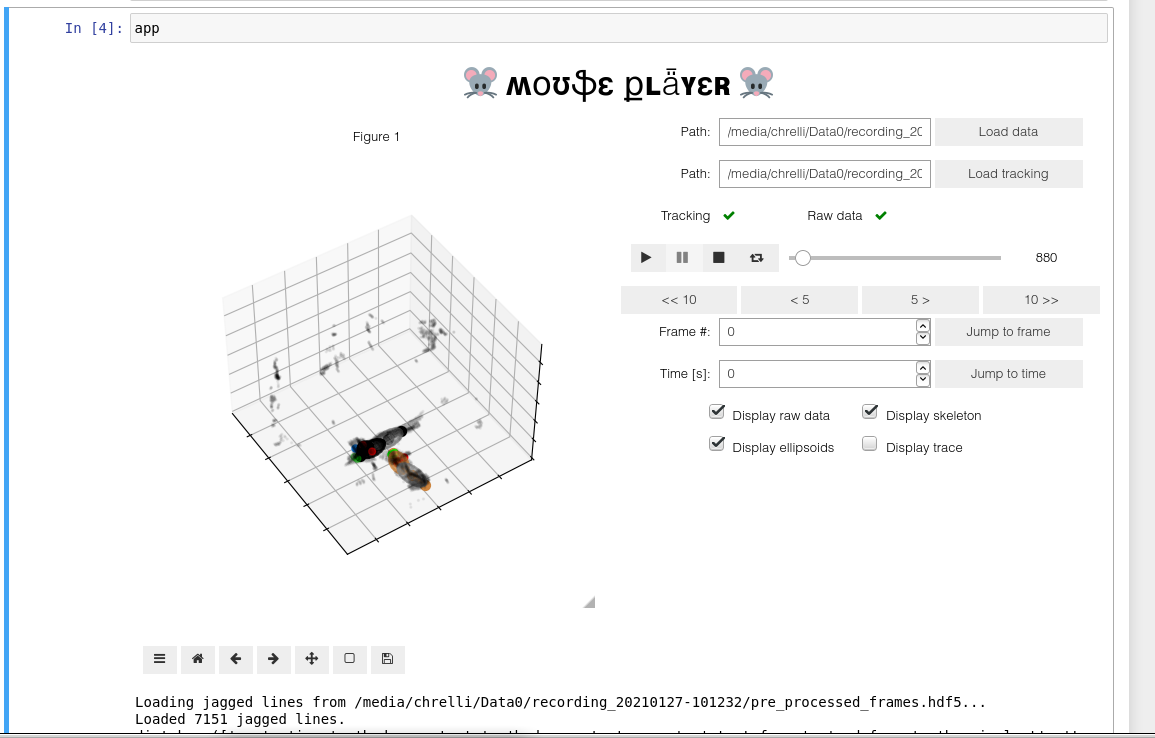 In [4]: app
🐭 ʍoʊȿε p̲ʟǟʏεʀ 🐭
Figure 1
Path: /media/chrelli/Data0/recording_20 Load data
Path: /media/chrelli/Data0/recording_20 Load tracking
Tracking ✔ Raw data ✔
880
<< 10 < 5 5 > 10 >>
Frame #: 0 Jump to frame
Time [s]: 0 Jump to time
Display raw data Display skeleton
Display ellipsoids Display trace
Loading jagged lines from /media/chrelli/Data0/recording_20210127-101232/pre_processed_frames.hdf5...
Loaded 7151 jagged lines.